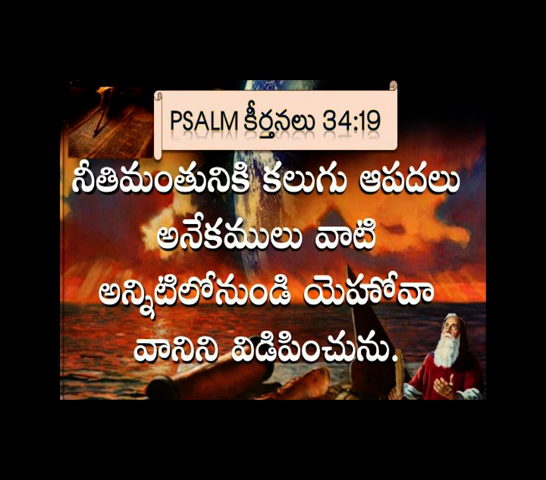 PSALM కీర్తనలు 34:19
నీతిమంతునికి కలుగు ఆపదలు
అనేకములు వాటి
అన్నిటిలోనుండి యెహోవా
వానిని విడిపించును.